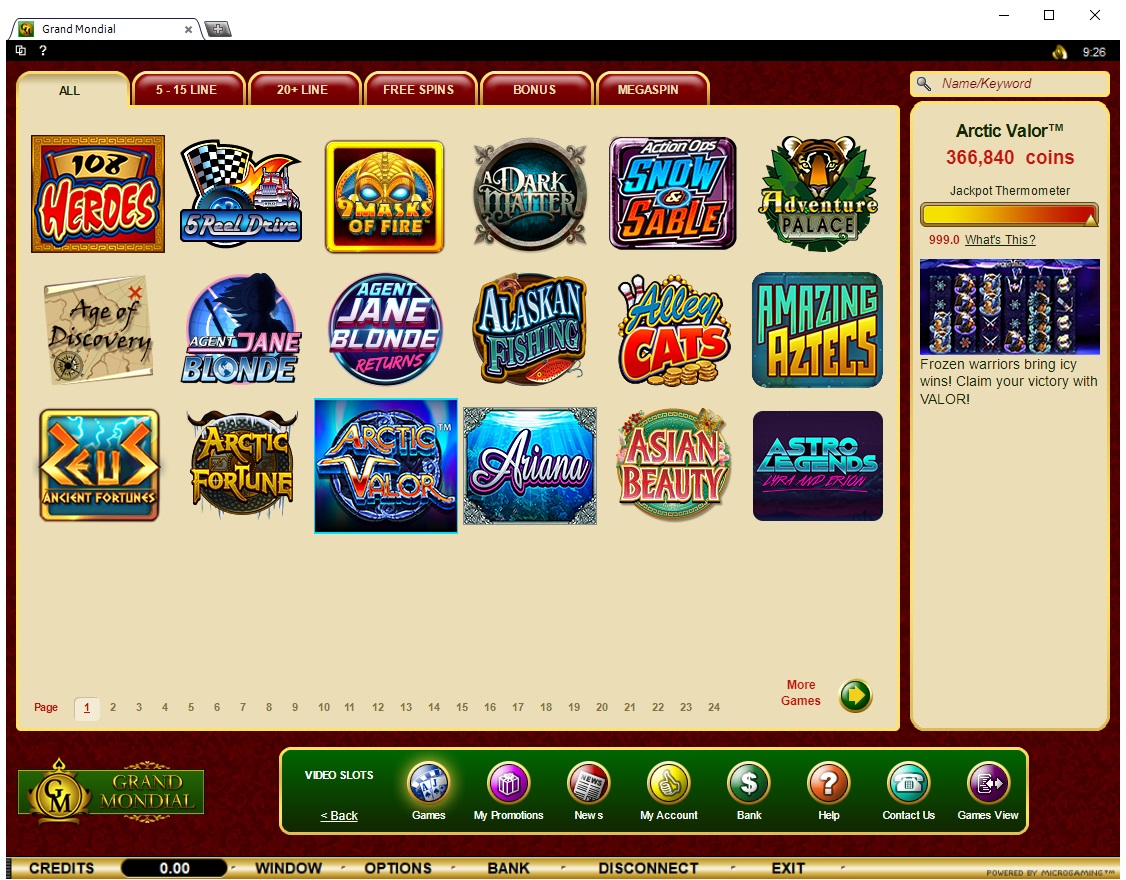 Grand Mondial
?
9:26
ALL
5 - 15 LINE
20+ LINE
FREE SPINS
BONUS
MEGASPIN
Name/Keyword
108
HEROES
5 Reel Drive
9 MASKS
OF FIRE
A DARK
MATTER
Action Ops
SNOW
&
SABLE
Adventure
PALACE
Age of
Discovery
AGENT JANE
BLONDE
AGENT
JANE
BLONDE
RETURNS
ALASKAN
FISHING
Alley
CATS
AMAZING
AZTECS
ZEUS
ANCIENT FORTUNES
ARCTIC
FORTUNE
ARCTIC™
VALOR
Ariana
ASIAN
BEAUTY
ASTRO
LEGENDS
LYRA AND ERION
Arctic Valor™
366,840 coins
Jackpot Thermometer
999.0 What's This?
Frozen warriors bring icy
wins! Claim your victory with
VALOR!
More
Games
Page 1 2 3 4 5 6 7 8 9 10 11 12 13 14 15 16 17 18 19 20 21 22 23 24
GM
GRAND
MONDIAL
VIDEO SLOTS
< Back
Games
My Promotions
NEWS
News
My Account
$
Bank
?
Help
Contact Us
Games View
CREDITS 0.00 WINDOW OPTIONS BANK DISCONNECT EXIT
POWERED BY MICROGAMING™